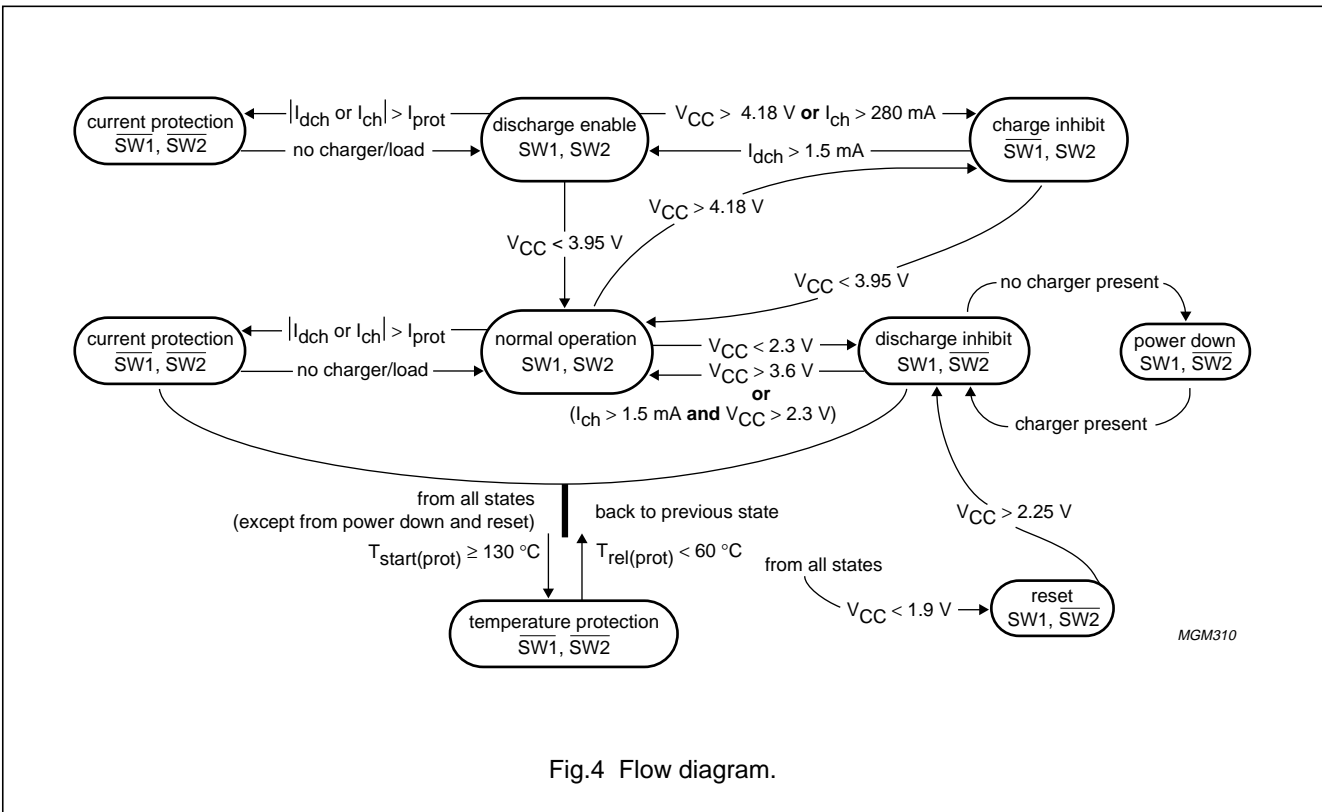 |Idch or Ich| > Iprot
VCC > 4.18 V or Ich > 280 mA
current protection
SW1, SW2
discharge enable
SW1, SW2
charge inhibit
SW1, SW2
no charger/load
Idch > 1.5 mA
VCC > 4.18 V
VCC < 3.95 V
VCC < 3.95 V
no charger present
|Idch or Ich| > Iprot
current protection
SW1, SW2
normal operation
SW1, SW2
VCC < 2.3 V
discharge inhibit
SW1, SW2
power down
SW1, SW2
no charger/load
VCC > 3.6 V
or
(Ich > 1.5 mA and VCC > 2.3 V)
charger present
from all states
(except from power down and reset)
Tstart(prot) ≥ 130 °C
back to previous state
Trel(prot) < 60 °C
VCC > 2.25 V
from all states
VCC < 1.9 V
reset
SW1, SW2
temperature protection
SW1, SW2
MGM310
Fig.4 Flow diagram.